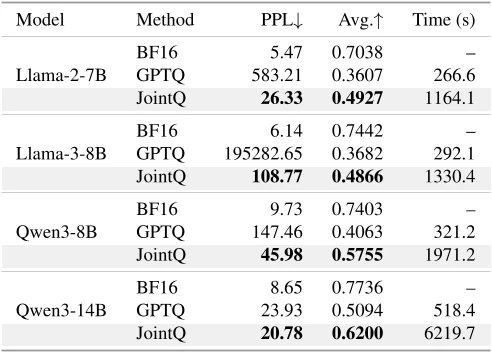 Model Method PPL↓ Avg.↑ Time (s)
BF16 5.47 0.7038 –
Llama-2-7B GPTQ 583.21 0.3607 266.6
JointQ 26.33 0.4927 1164.1
BF16 6.14 0.7442 –
Llama-3-8B GPTQ 195282.65 0.3682 292.1
JointQ 108.77 0.4866 1330.4
BF16 9.73 0.7403 –
Qwen3-8B GPTQ 147.46 0.4063 321.2
JointQ 45.98 0.5755 1971.2
BF16 8.65 0.7736 –
Qwen3-14B GPTQ 23.93 0.5094 518.4
JointQ 20.78 0.6200 6219.7